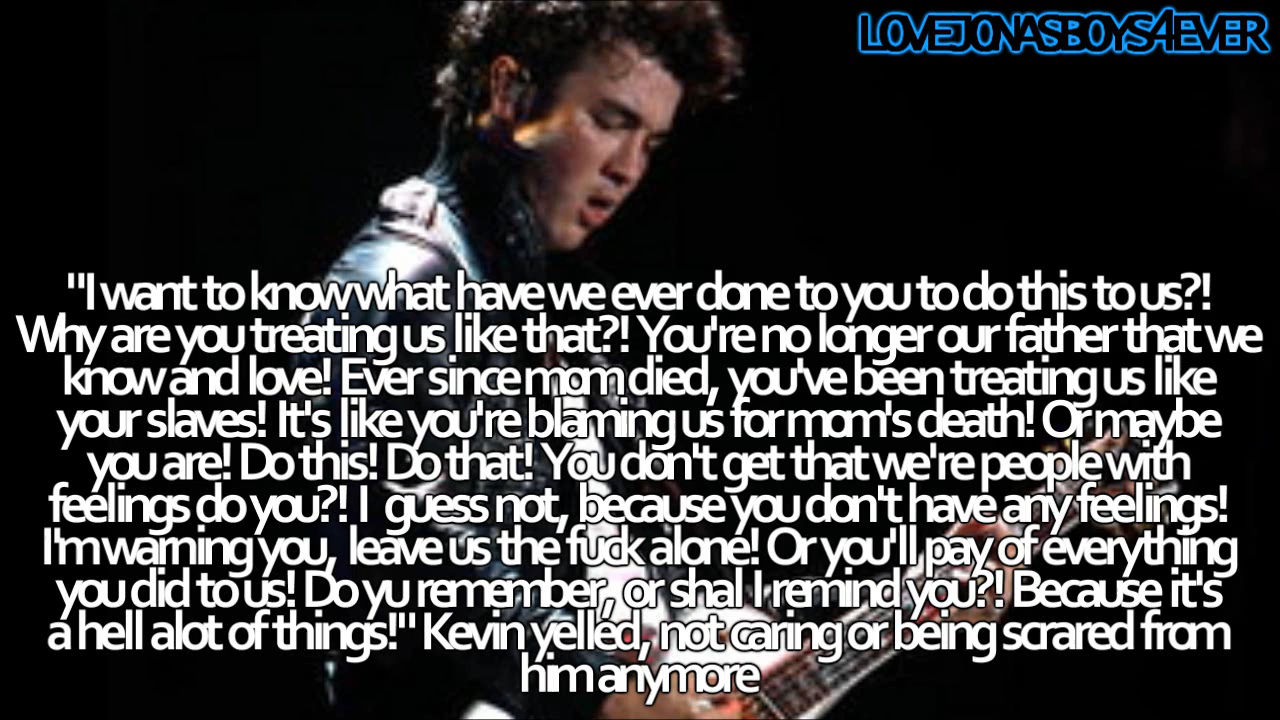 LOVEJONASBOYS4EVER
"I want to know what have we ever done to you to do this to us?!
Why are you treating us like that?! You're no longer our father that we
know and love! Ever since mom died, you've been treating us like
your slaves! It's like you're blaming us for mom's death! Or maybe
you are! Do this! Do that! You don't get that we're people with
feelings do you?! I guess not, because you don't have any feelings!
I'm warning you, leave us the fuck alone! Or you'll pay of everything
you did to us! Do yu remember, or shal I remind you?! Because it's
a hell alot of things!" Kevin yelled, not caring or being scrared from
him anymore